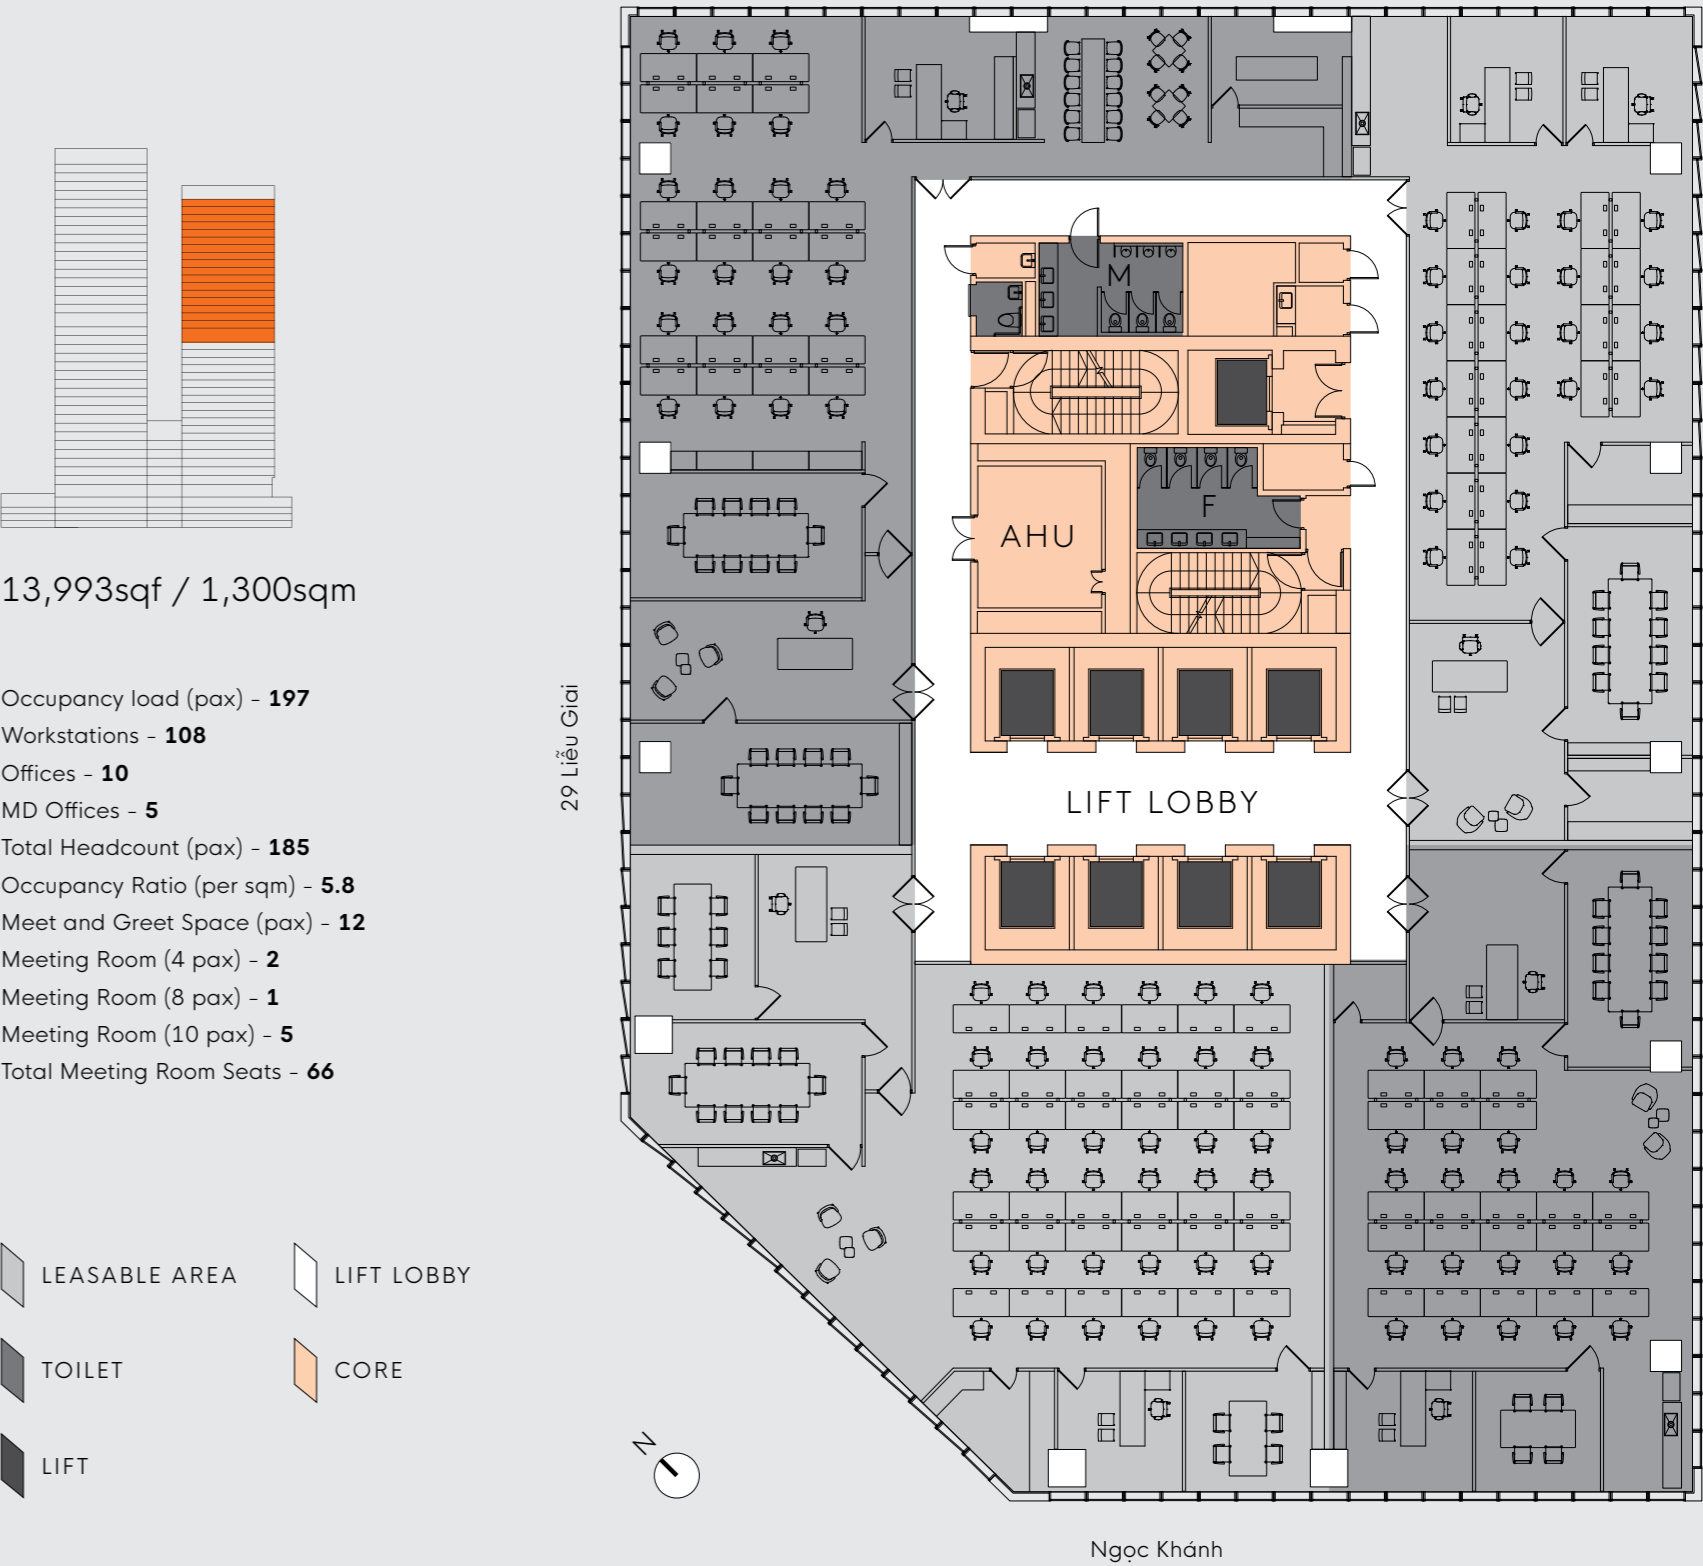 13,993sqf / 1,300sqm
Occupancy load (pax) - 197
Workstations - 108
Offices - 10
MD Offices - 5
Total Headcount (pax) - 185
Occupancy Ratio (per sqm) - 5.8
Meet and Greet Space (pax) - 12
Meeting Room (4 pax) - 2
Meeting Room (8 pax) - 1
Meeting Room (10 pax) - 5
Total Meeting Room Seats - 66
LEASABLE AREA
LIFT LOBBY
TOILET
CORE
LIFT
29 Liễu Giai
M
F
AHU
LIFT LOBBY
N
Ngọc Khánh